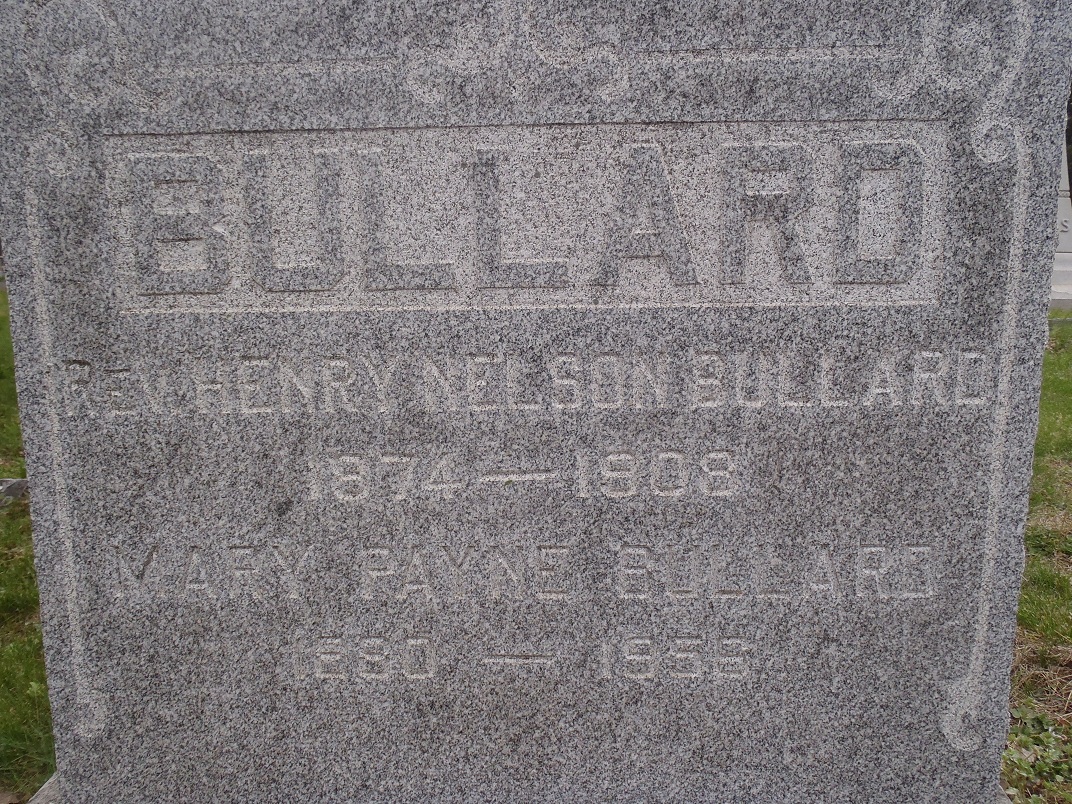 BULLARD
REV. HENRY NELSON BULLARD
1874 — 1908
MARY PAYNE BULLARD
1880 —